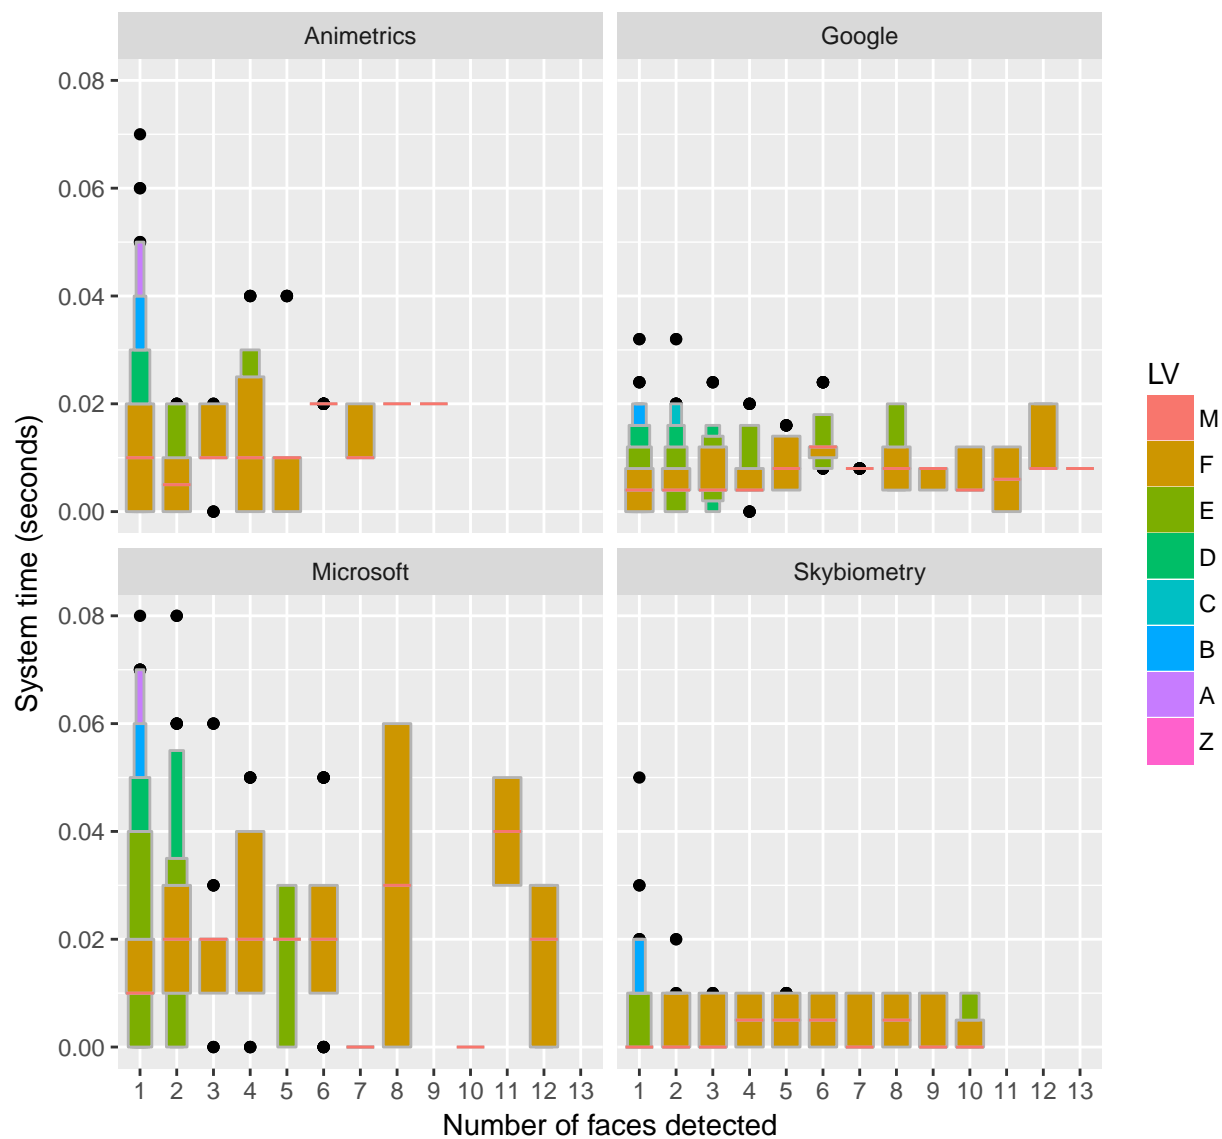 Animetrics
Google
0.08
0.06
0.04
0.02
0.00
Microsoft
Skybiometry
0.08
0.06
0.04
0.02
0.00
System time (seconds)
1 2 3 4 5 6 7 8 9 10 11 12 13
1 2 3 4 5 6 7 8 9 10 11 12 13
Number of faces detected
LV
M
F
E
D
C
B
A
Z